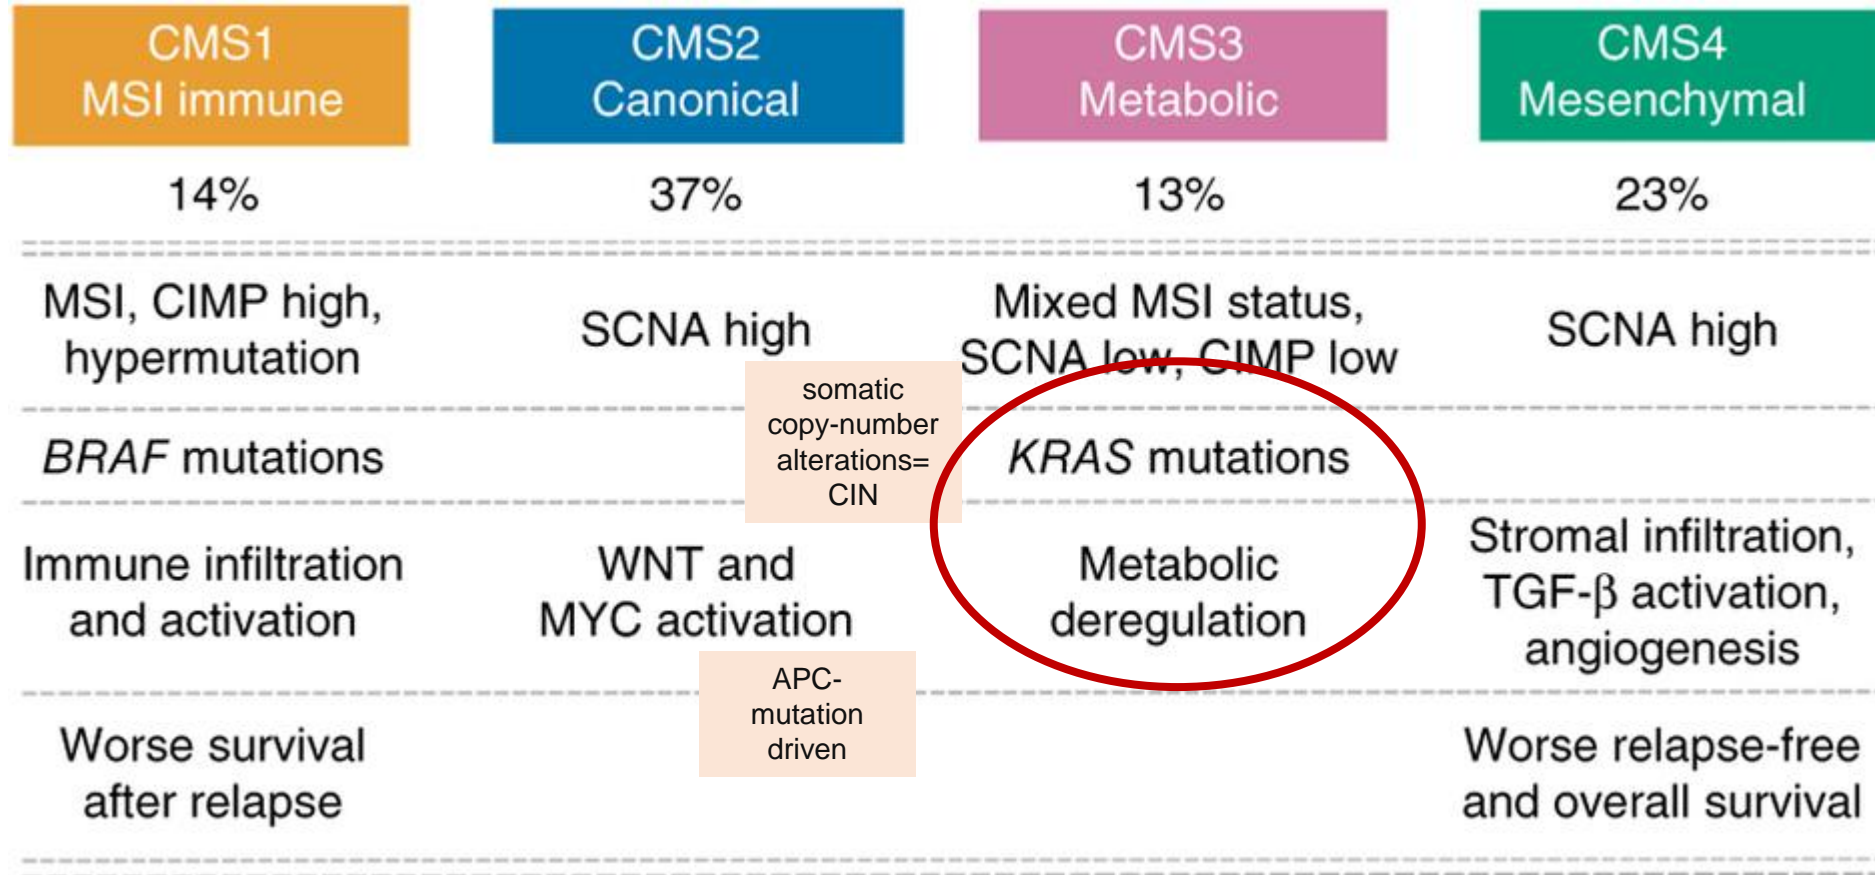 CMS1
MSI immune
CMS2
Canonical
CMS3
Metabolic
CMS4
Mesenchymal
14%
37%
13%
23%
MSI, CIMP high,
hypermutation
SCNA high
Mixed MSI status,
SCNA low, CIMP low
SCNA high
somatic
copy-number
alterations=
CIN
BRAF mutations
KRAS mutations
Immune infiltration
and activation
WNT and
MYC activation
Metabolic
deregulation
Stromal infiltration,
TGF-β activation,
angiogenesis
APC-
mutation
driven
Worse survival
after relapse
Worse relapse-free
and overall survival